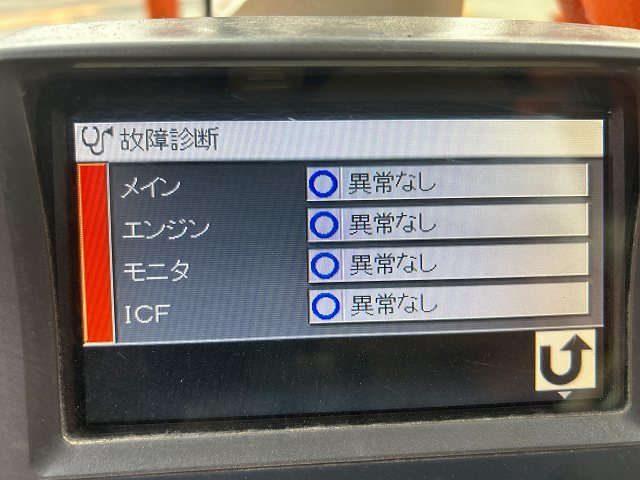 故障診断
メイン 異常なし
エンジン 異常なし
モニタ 異常なし
ICF 異常なし